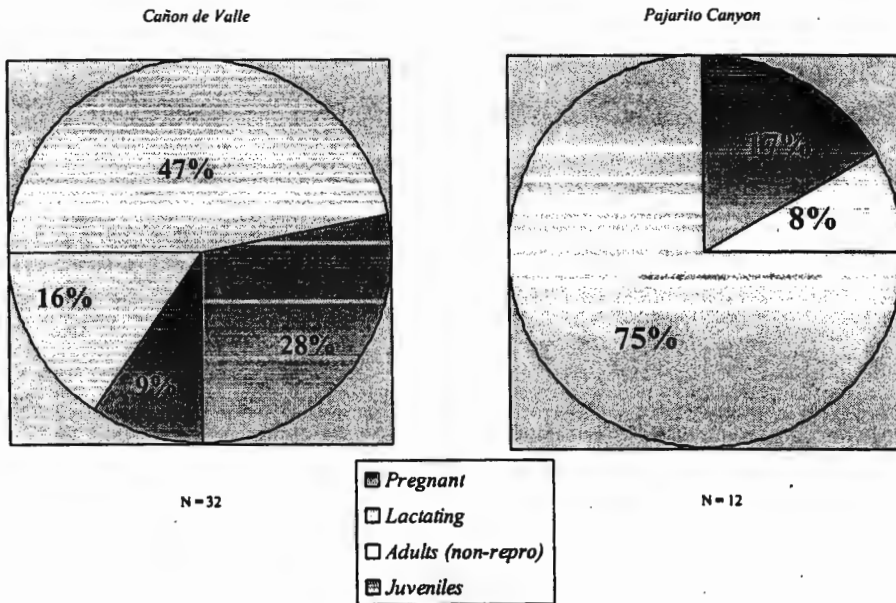 Cañon de Valle
Pajarito Canyon
47%
17%
8%
16%
28%
75%
9%
N = 32
N = 12
Pregnant
Lactating
Adults (non-repro)
Juveniles